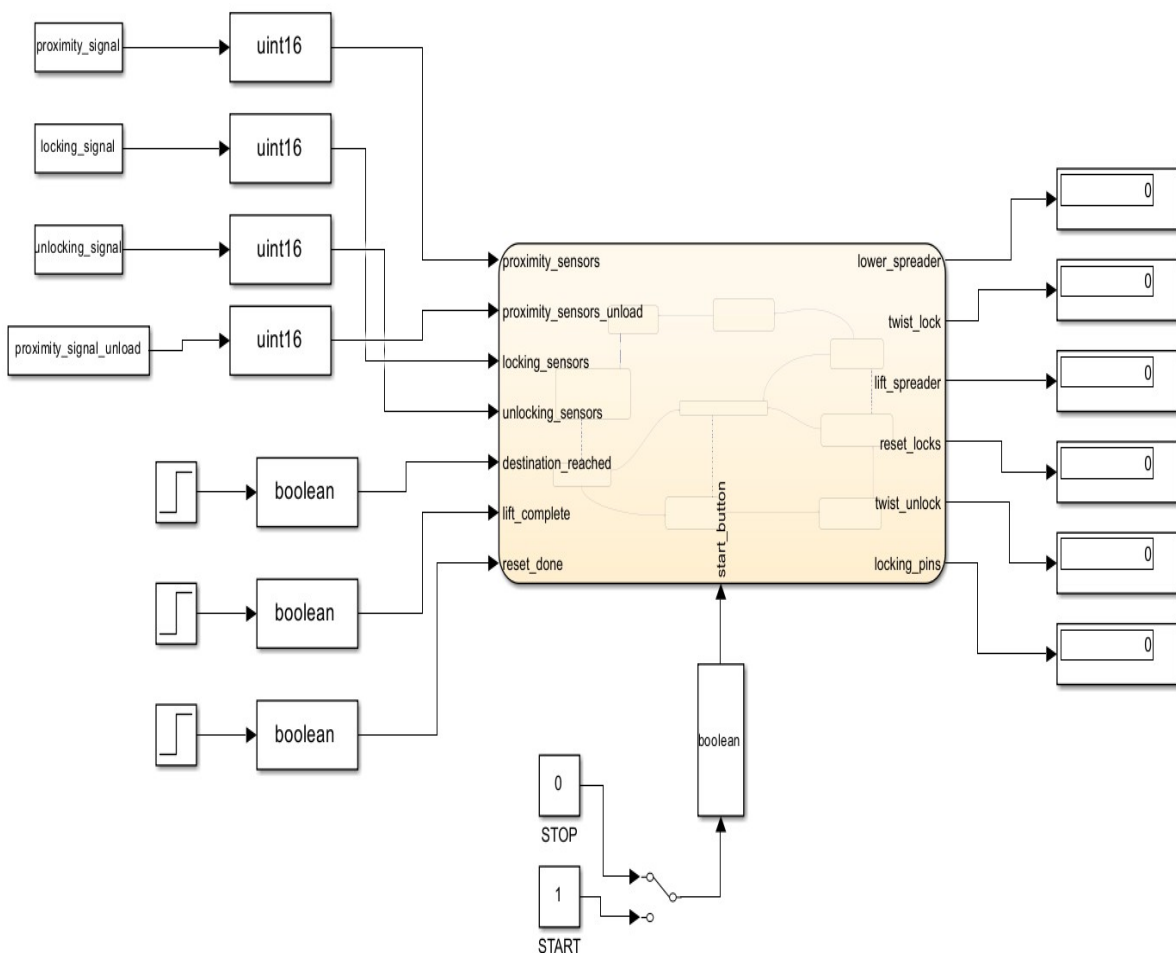 proximity_signal
uint16
locking_signal
uint16
unlocking_signal
uint16
proximity_signal_unload
uint16
boolean
boolean
boolean
proximity_sensors
proximity_sensors_unload
locking_sensors
unlocking_sensors
destination_reached
lift_complete
reset_done
start_button
lower_spreader
twist_lock
lift_spreader
reset_locks
twist_unlock
locking_pins
0
0
0
0
0
0
boolean
0
STOP
1
START